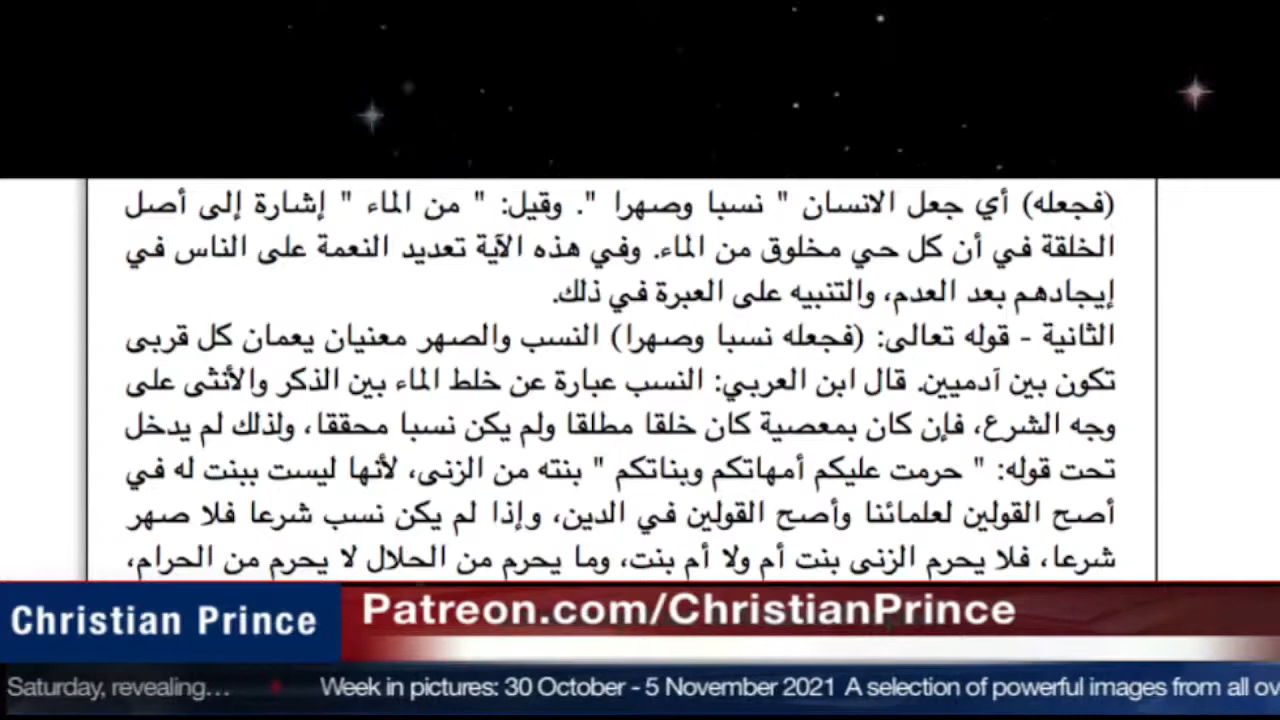 (فجعله) أي جعل الانسان " نسبا وصهرا ". وقيل: " من الماء " إشارة إلى أصل
الخلقة في أن كل حي مخلوق من الماء. وفي هذه الآية تعديد النعمة على الناس في
إيجادهم بعد العدم، والتنبيه على العبرة في ذلك.
الثانية - قوله تعالى: (فجعله نسبا وصهرا) النسب والصهر معنيان يعمان كل قربى
تكون بين آدميين. قال ابن العربي: النسب عبارة عن خلط الماء بين الذكر والأنثى على
وجه الشرع، فإن كان بمعصية كان خلقا مطلقا ولم يكن نسبا محققا، ولذلك لم يدخل
تحت قوله: " حرمت عليكم أمهاتكم وبناتكم " بنته من الزنى، لأنها ليست ببنت له في
أصح القولين لعلمائنا وأصح القولين في الدين، وإذا لم يكن نسب شرعا فلا صهر
شرعا، فلا يحرم الزنى بنت أم ولا أم بنت، وما يحرم من الحلال لا يحرم من الحرام،
Christian Prince
Patreon.com/ChristianPrince
Saturday, revealing... Week in pictures: 30 October - 5 November 2021 A selection of powerful images from all ov